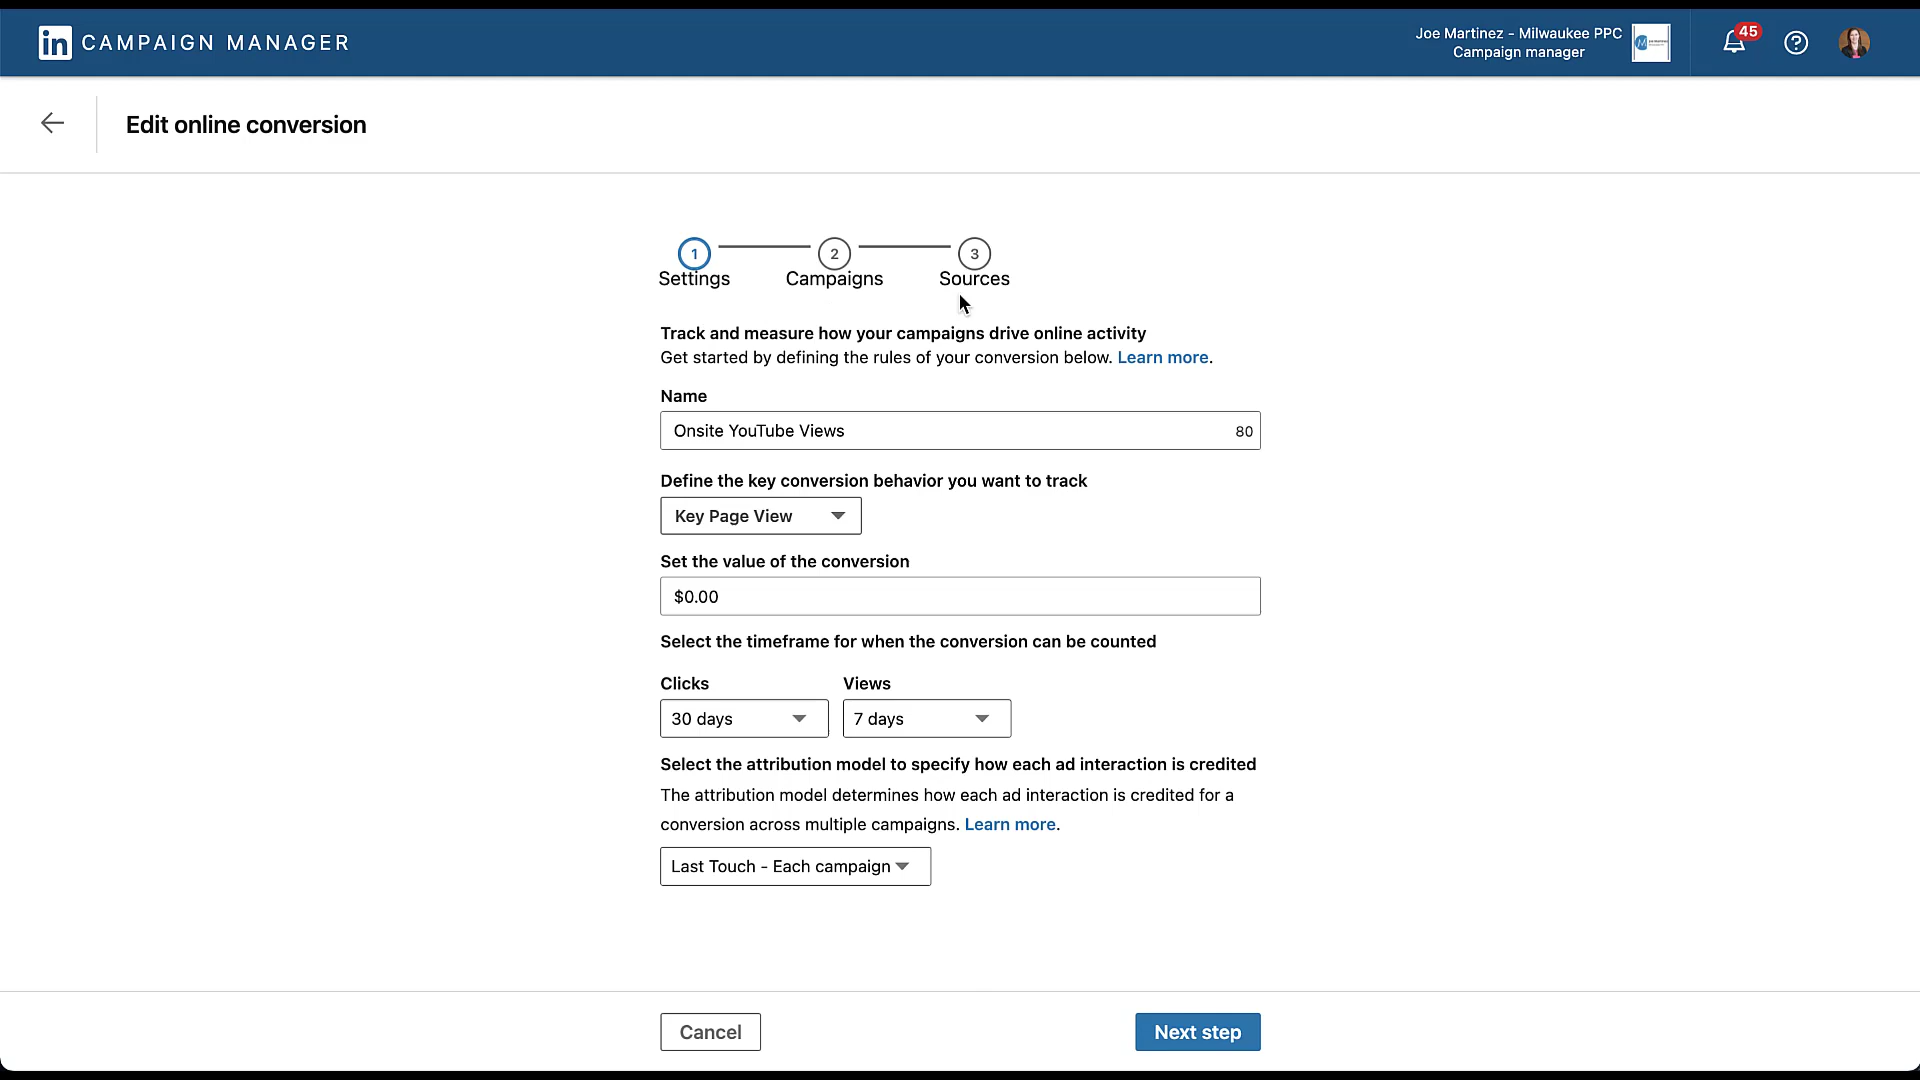 in CAMPAIGN MANAGER
Joe Martinez - Milwaukee PPC
Campaign manager
45
Edit online conversion
1
2
3
Settings
Campaigns
Sources
Track and measure how your campaigns drive online activity
Get started by defining the rules of your conversion below. Learn more.
Name
Onsite YouTube Views
80
Define the key conversion behavior you want to track
Key Page View
Set the value of the conversion
$0.00
Select the timeframe for when the conversion can be counted
Clicks
Views
30 days
7 days
Select the attribution model to specify how each ad interaction is credited
The attribution model determines how each ad interaction is credited for a
conversion across multiple campaigns. Learn more.
Last Touch - Each campaign
Cancel
Next step